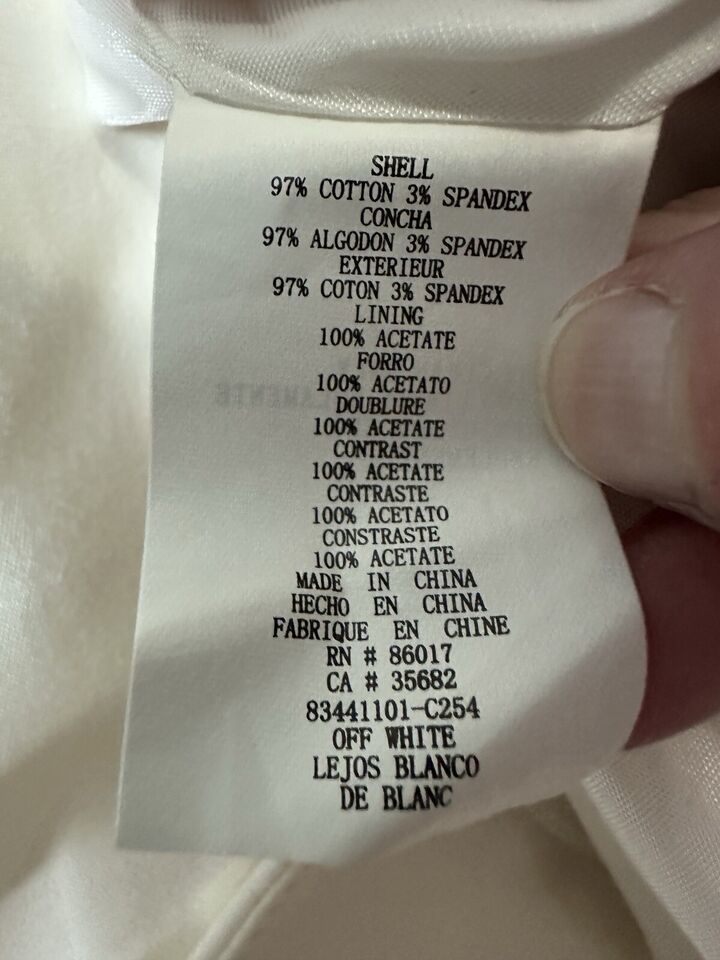 SHELL
97% COTTON 3% SPANDEX
CONCHA
97% ALGODON 3% SPANDEX
EXTERIEUR
97% COTON 3% SPANDEX
LINING
100% ACETATE
FORRO
100% ACETATO
DOUBLURE
100% ACETATE
CONTRAST
100% ACETATE
CONTRASTE
100% ACETATO
CONSTRASTE
100% ACETATE
MADE IN CHINA
HECHO EN CHINA
FABRIQUE EN CHINE
RN # 86017
CA # 35682
83441101-C254
OFF WHITE
LEJOS BLANCO
DE BLANC